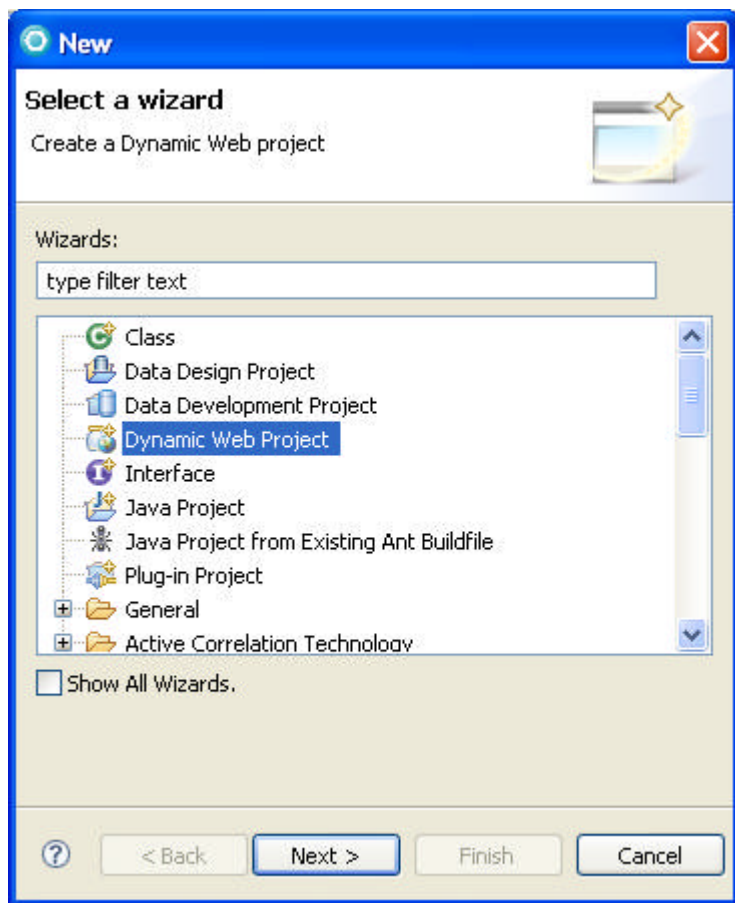 New
Select a wizard
Create a Dynamic Web project
Wizards:
type filter text
Class
Data Design Project
Data Development Project
Dynamic Web Project
Interface
Java Project
Java Project from Existing Ant Buildfile
Plug-in Project
General
Active Correlation Technology
Show All Wizards.
? < Back Next > Finish Cancel